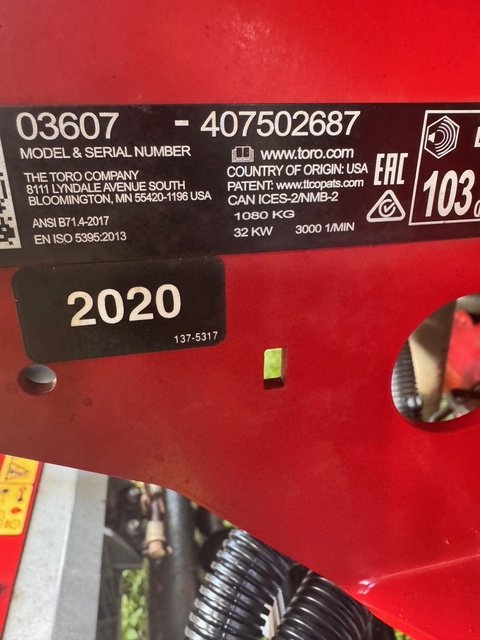 03607 - 407502687
MODEL & SERIAL NUMBER
www.toro.com
THE TORO COMPANY
8111 LYNDALE AVENUE SOUTH
BLOOMINGTON, MN 55420-1196 USA
COUNTRY OF ORIGIN: USA
PATENT: www.ttcopats.com
CAN ICES-2/NMB-2
ANSI B71.4-2017
EN ISO 5395:2013
1080 KG
32 KW 3000 1/MIN
EAC
103
2020
137-5317